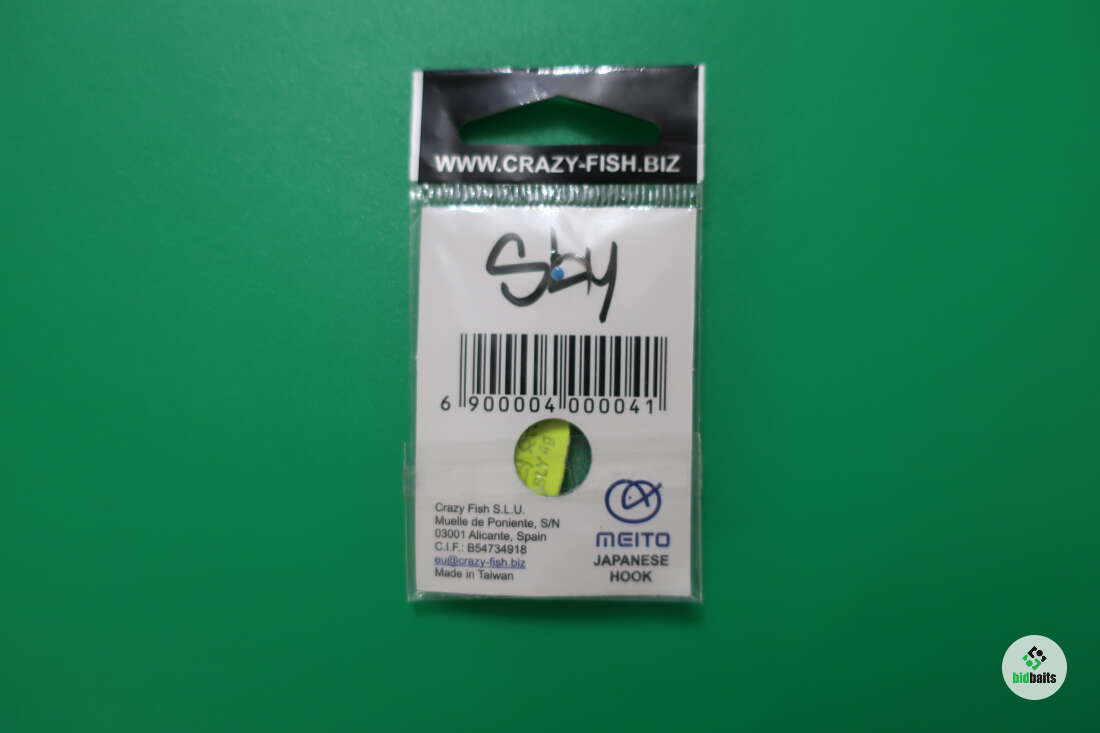 WWW.CRAZY-FISH.BIZ
Sly
6 900004 000041
SLY 4g
Crazy Fish S.L.U.
Muelle de Poniente, S/N
03001 Alicante, Spain
C.I.F.: B54734918
eu@crazy-fish.biz
Made in Taiwan
MEITO
JAPANESE
HOOK
bidbaits